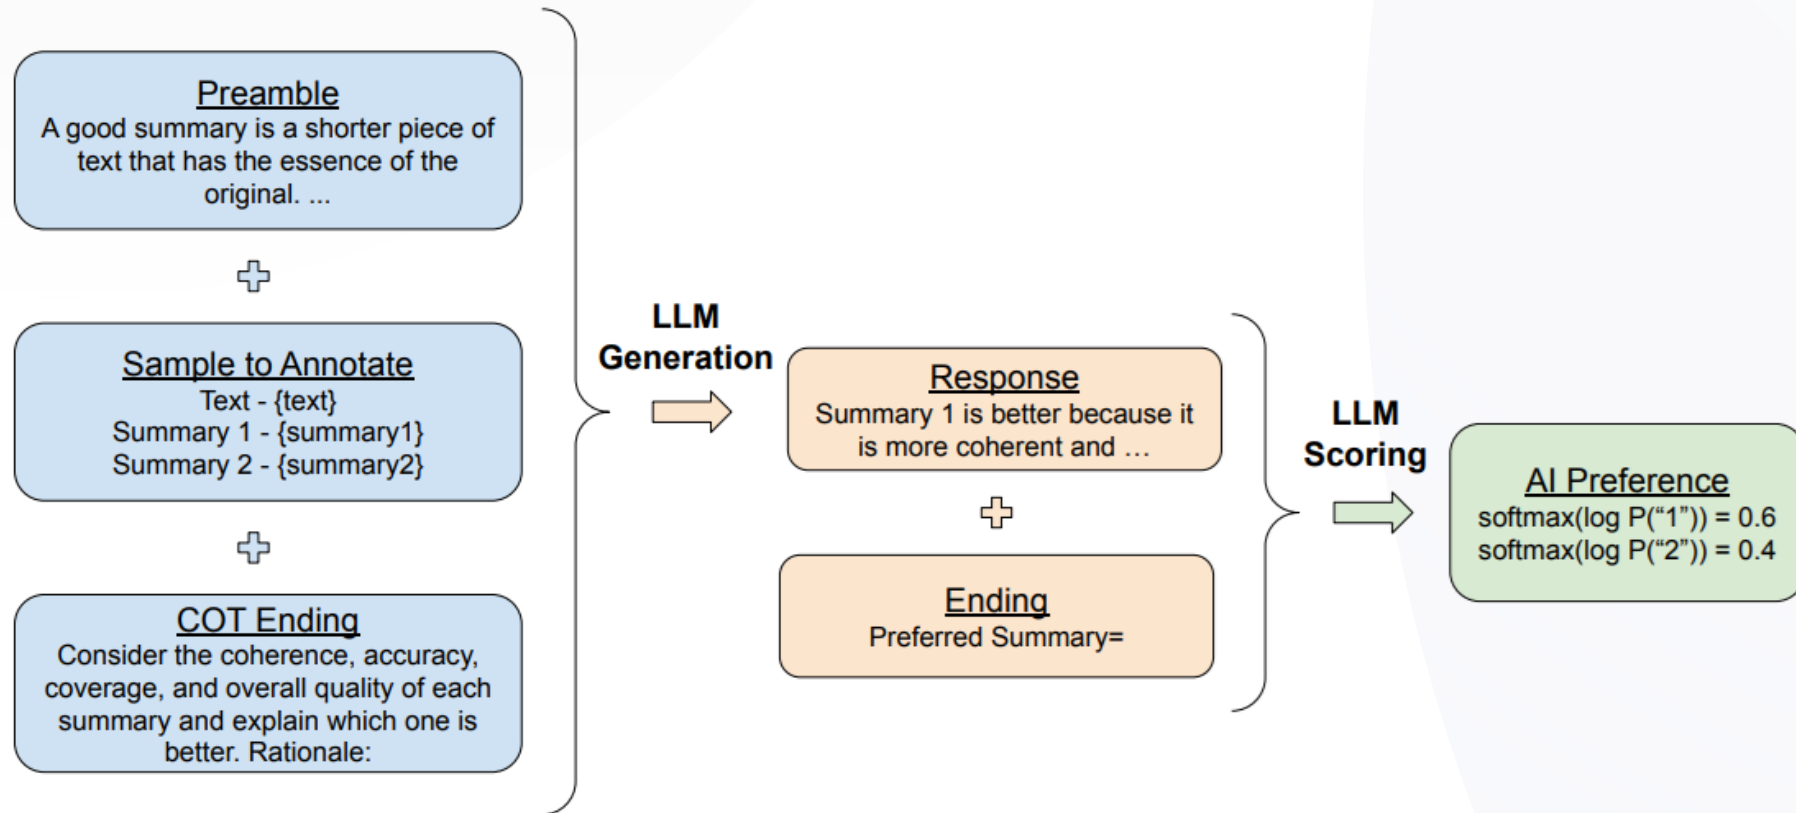 Preamble
A good summary is a shorter piece of
text that has the essence of the
original. ...
Sample to Annotate
Text - {text}
Summary 1 - {summary1}
Summary 2 - {summary2}
COT Ending
Consider the coherence, accuracy,
coverage, and overall quality of each
summary and explain which one is
better. Rationale:
LLM
Generation
Response
Summary 1 is better because it
is more coherent and …
Ending
Preferred Summary=
LLM
Scoring
AI Preference
softmax(log P(“1”)) = 0.6
softmax(log P(“2”)) = 0.4